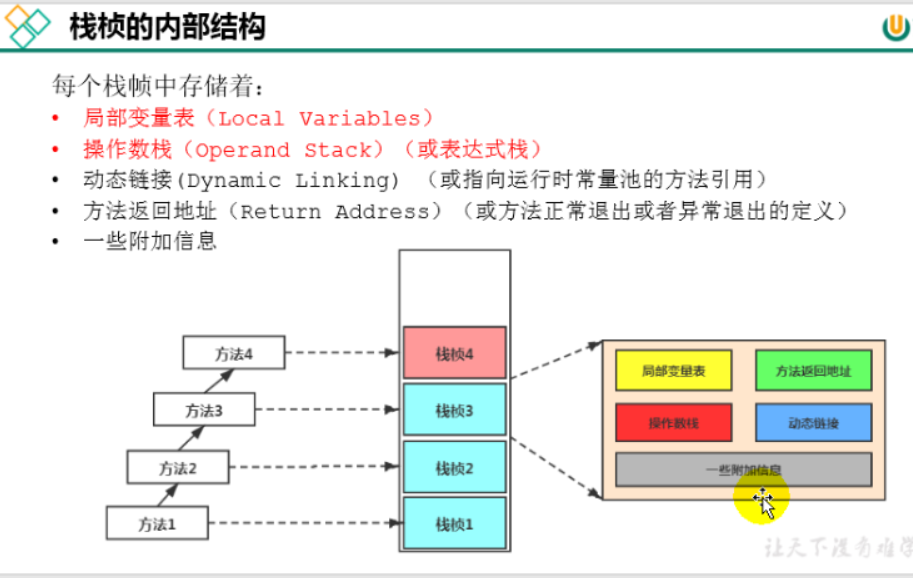 栈桢的内部结构
每个栈帧中存储着：
• 局部变量表（Local Variables）
• 操作数栈（Operand Stack）（或表达式栈）
• 动态链接(Dynamic Linking) （或指向运行时常量池的方法引用）
• 方法返回地址（Return Address）（或方法正常退出或者异常退出的定义）
• 一些附加信息
方法4
栈桢4
方法3
栈桢3
方法2
栈桢2
方法1
栈桢1
局部变量表
方法返回地址
操作数栈
动态链接
一些附加信息
让天下没有难学